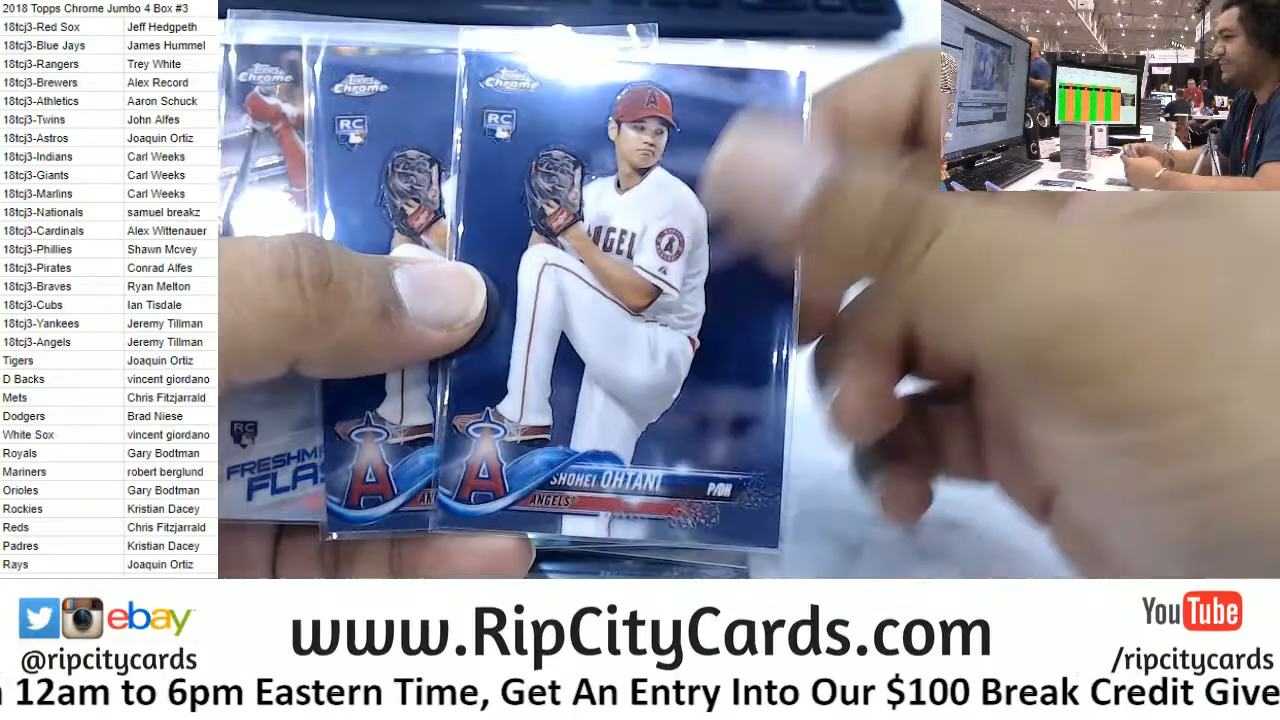 2018 Topps Chrome Jumbo 4 Box #3
18tcj3-Red Sox Jeff Hedgpeth
18tcj3-Blue Jays James Hummel
18tcj3-Rangers Trey White
18tcj3-Brewers Alex Record
18tcj3-Athletics Aaron Schuck
18tcj3-Twins John Alfes
18tcj3-Astros Joaquin Ortiz
18tcj3-Indians Carl Weeks
18tcj3-Giants Carl Weeks
18tcj3-Marlins Carl Weeks
18tcj3-Nationals samuel breakz
18tcj3-Cardinals Alex Wittenauer
18tcj3-Phillies Shawn Mcvey
18tcj3-Pirates Conrad Alfes
18tcj3-Braves Ryan Melton
18tcj3-Cubs Ian Tisdale
18tcj3-Yankees Jeremy Tillman
18tcj3-Angels Jeremy Tillman
Tigers Joaquin Ortiz
D Backs vincent giordano
Mets Chris Fitzjarrald
Dodgers Brad Niese
White Sox vincent giordano
Royals Gary Bodtman
Mariners robert berglund
Orioles Gary Bodtman
Rockies Kristian Dacey
Reds Chris Fitzjarrald
Padres Kristian Dacey
Rays Joaquin Ortiz
Topps Chrome
RC
FRESHM
FLAS
Topps Chrome
RC
A
AN
Topps Chrome
RC
A
ANGEL
A
A
SHOHEI OHTANI P/DH
ANGELS
ebay
@ripcitycards
www.RipCityCards.com
YouTube
/ripcitycards
12am to 6pm Eastern Time, Get An Entry Into Our $100 Break Credit Give